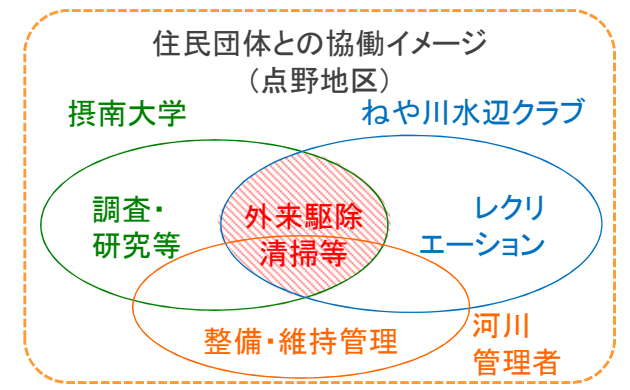 住民団体との協働イメージ
（点野地区）
摂南大学
ねや川水辺クラブ
調査・
研究等
外来駆除
清掃等
レクリ
エーション
整備・維持管理
河川
管理者